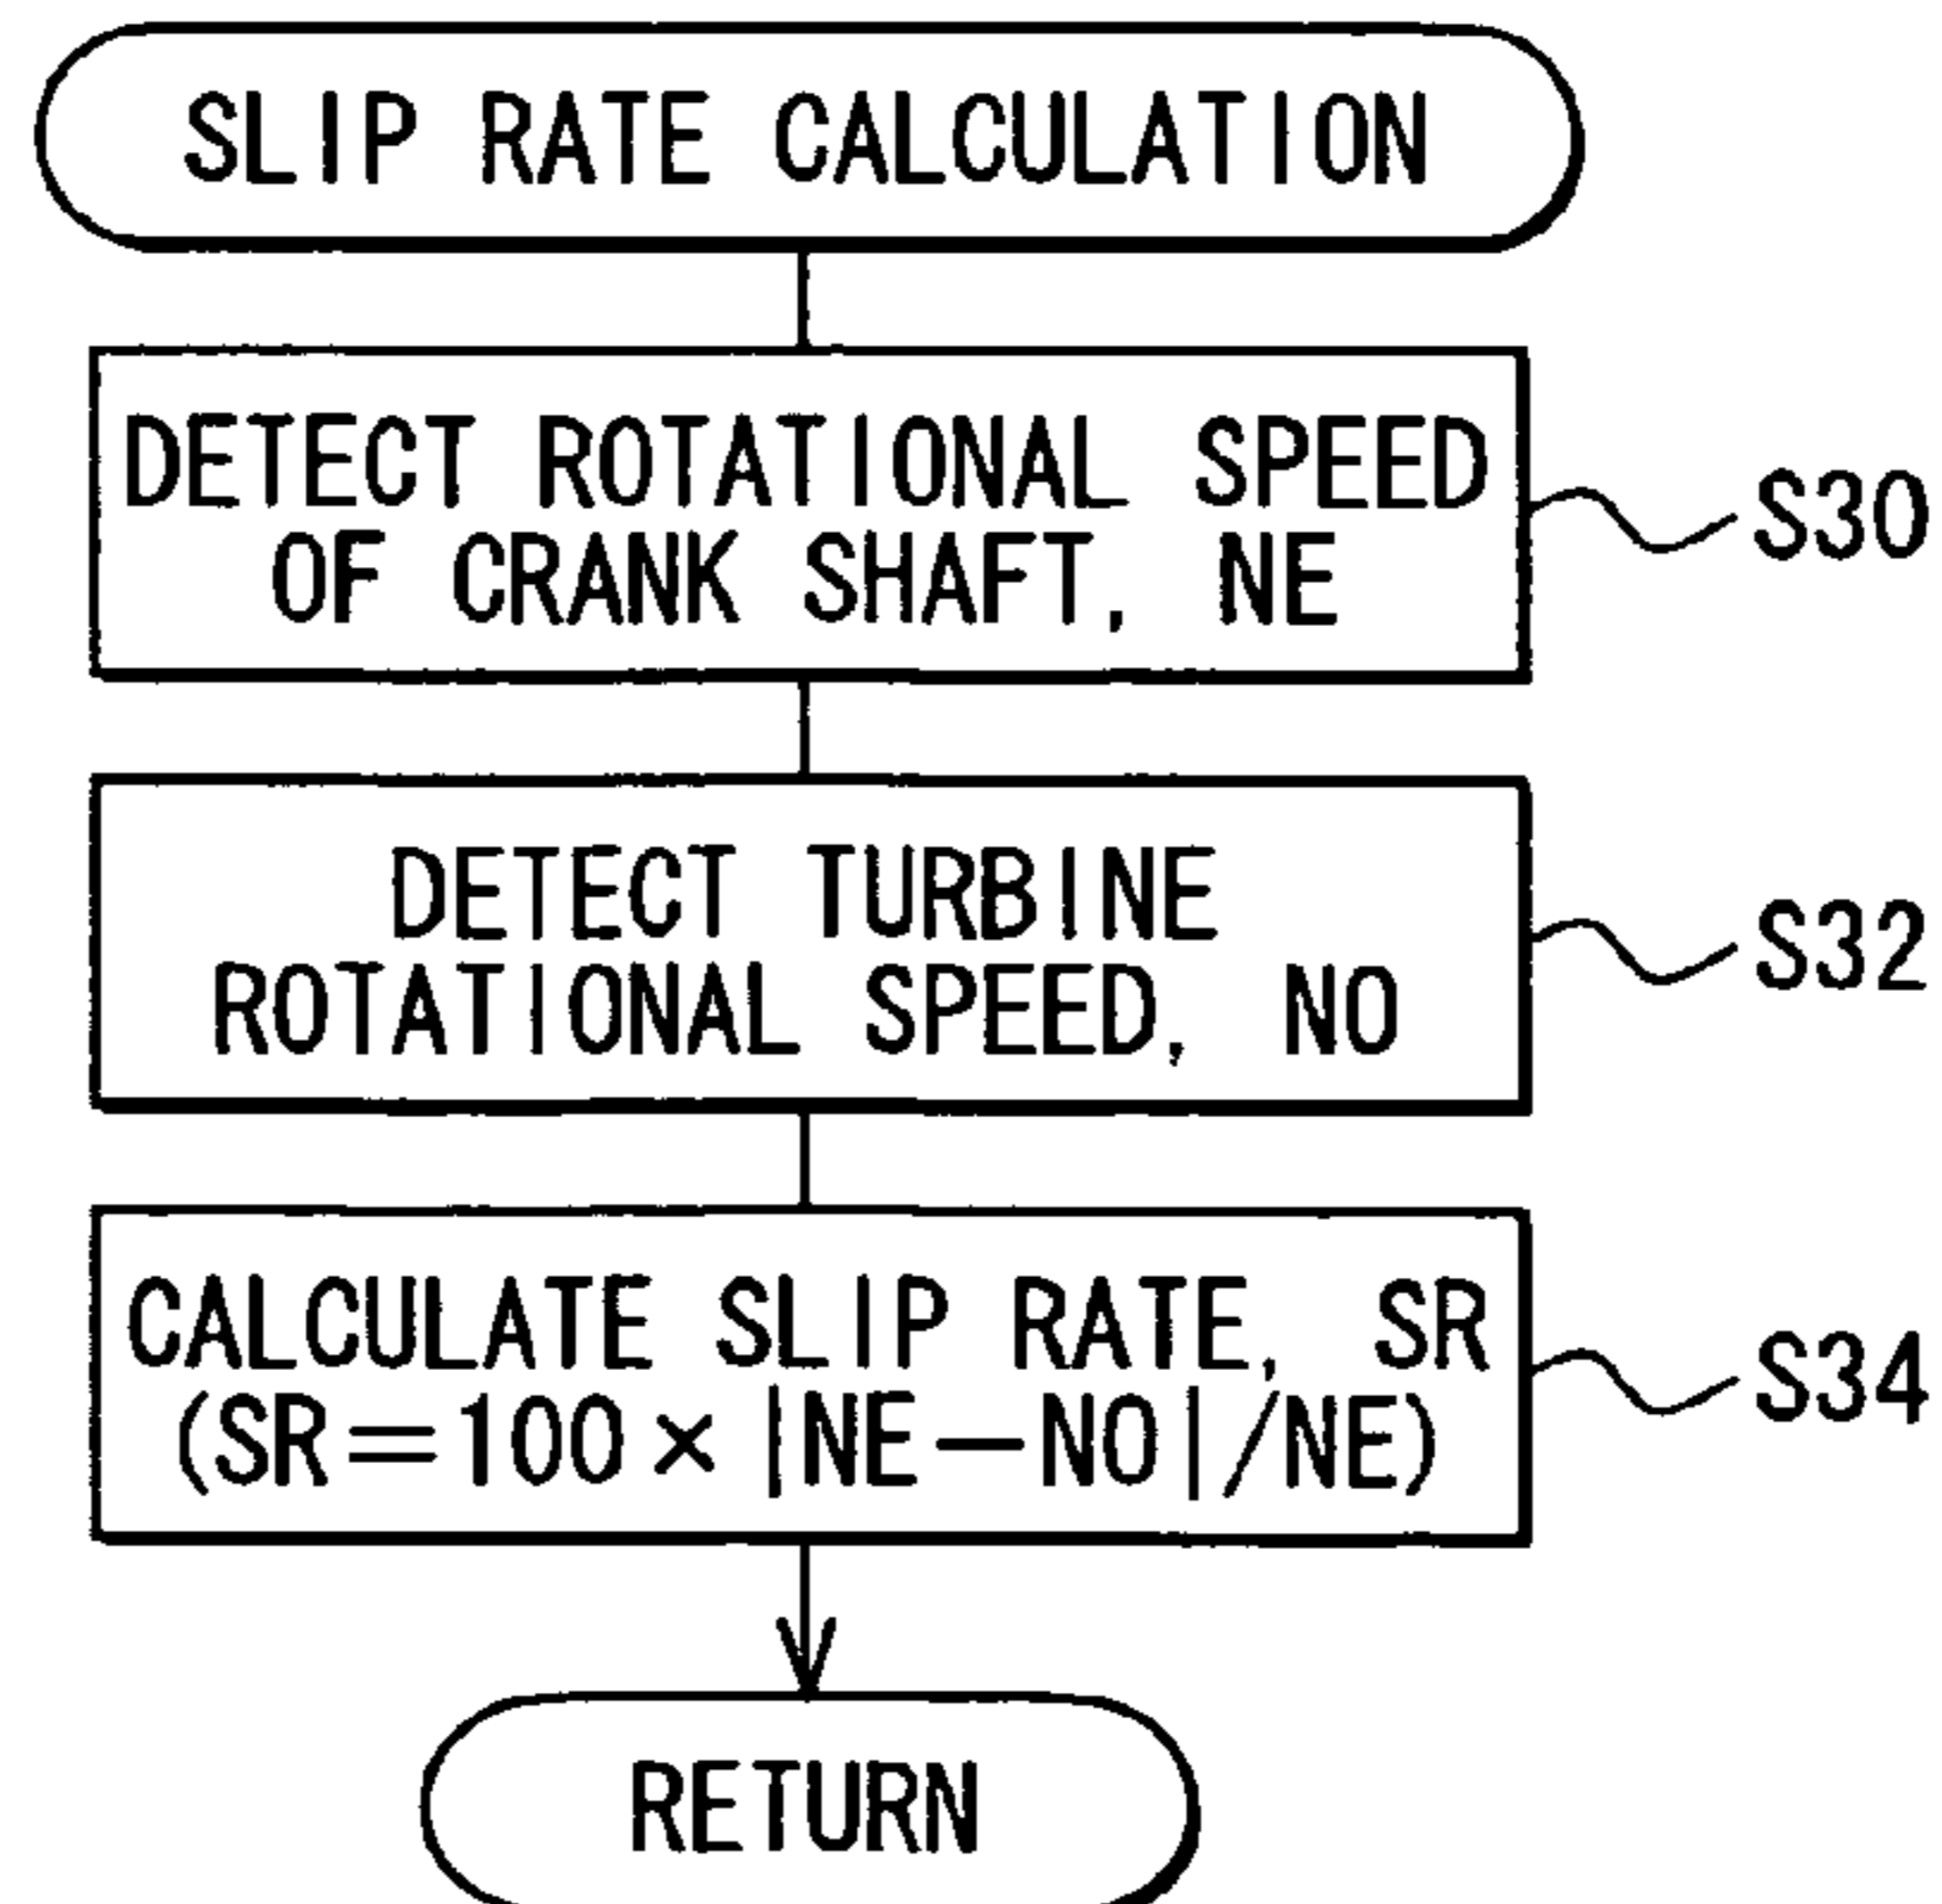 SLIP RATE CALCULATION
DETECT ROTATIONAL SPEED
OF CRANK SHAFT, NE
S30
DETECT TURBINE
ROTATIONAL SPEED, NO
S32
CALCULATE SLIP RATE, SR
(SR=100× |NE-NO|/NE)
S34
RETURN